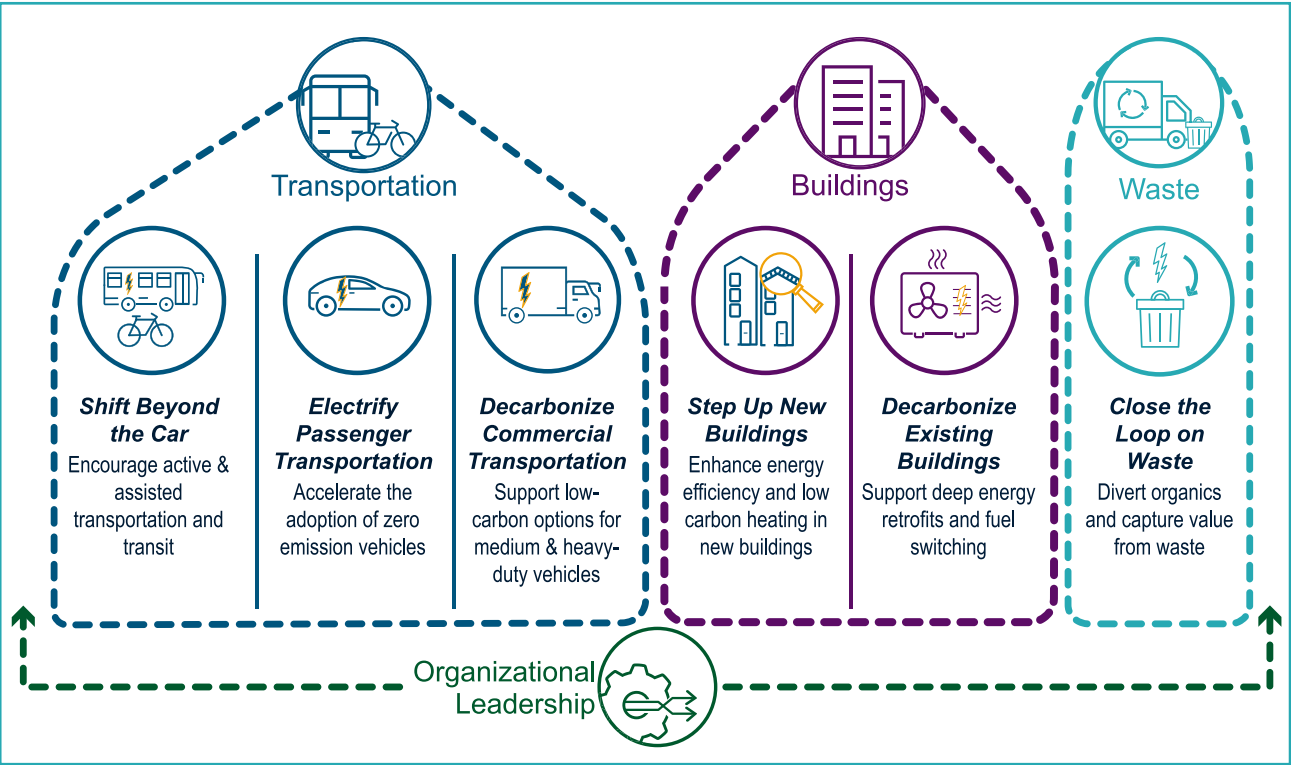 Transportation
Buildings
Waste
Shift Beyond
the Car
Encourage active &
assisted
transportation and
transit
Electrify
Passenger
Transportation
Accelerate the
adoption of zero
emission vehicles
Decarbonize
Commercial
Transportation
Support low-
carbon options for
medium & heavy-
duty vehicles
Step Up New
Buildings
Enhance energy
efficiency and low
carbon heating in
new buildings
Decarbonize
Existing
Buildings
Support deep energy
retrofits and fuel
switching
Close the
Loop on
Waste
Divert organics
and capture value
from waste
Organizational
Leadership